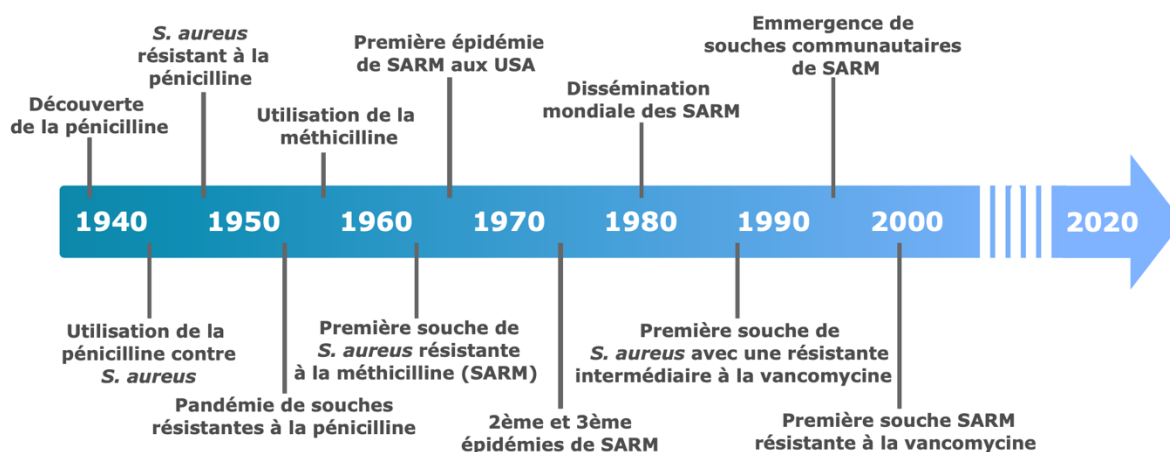 S. aureus
résistant à la
pénicilline
Première épidémie
de SARM aux USA
Emmergence de
souches communautaires
de SARM
Découverte
de la pénicilline
Utilisation de la
méthicilline
Dissémination
mondiale des SARM
1940 1950 1960 1970 1980 1990 2000 2020
Utilisation de la
pénicilline contre
S. aureus
Première souche de
S. aureus résistante
à la méthicilline (SARM)
Première souche de
S. aureus avec une résistante
intermédiaire à la vancomycine
Pandémie de souches
résistantes à la pénicilline
2ème et 3ème
épidémies de SARM
Première souche SARM
résistante à la vancomycine